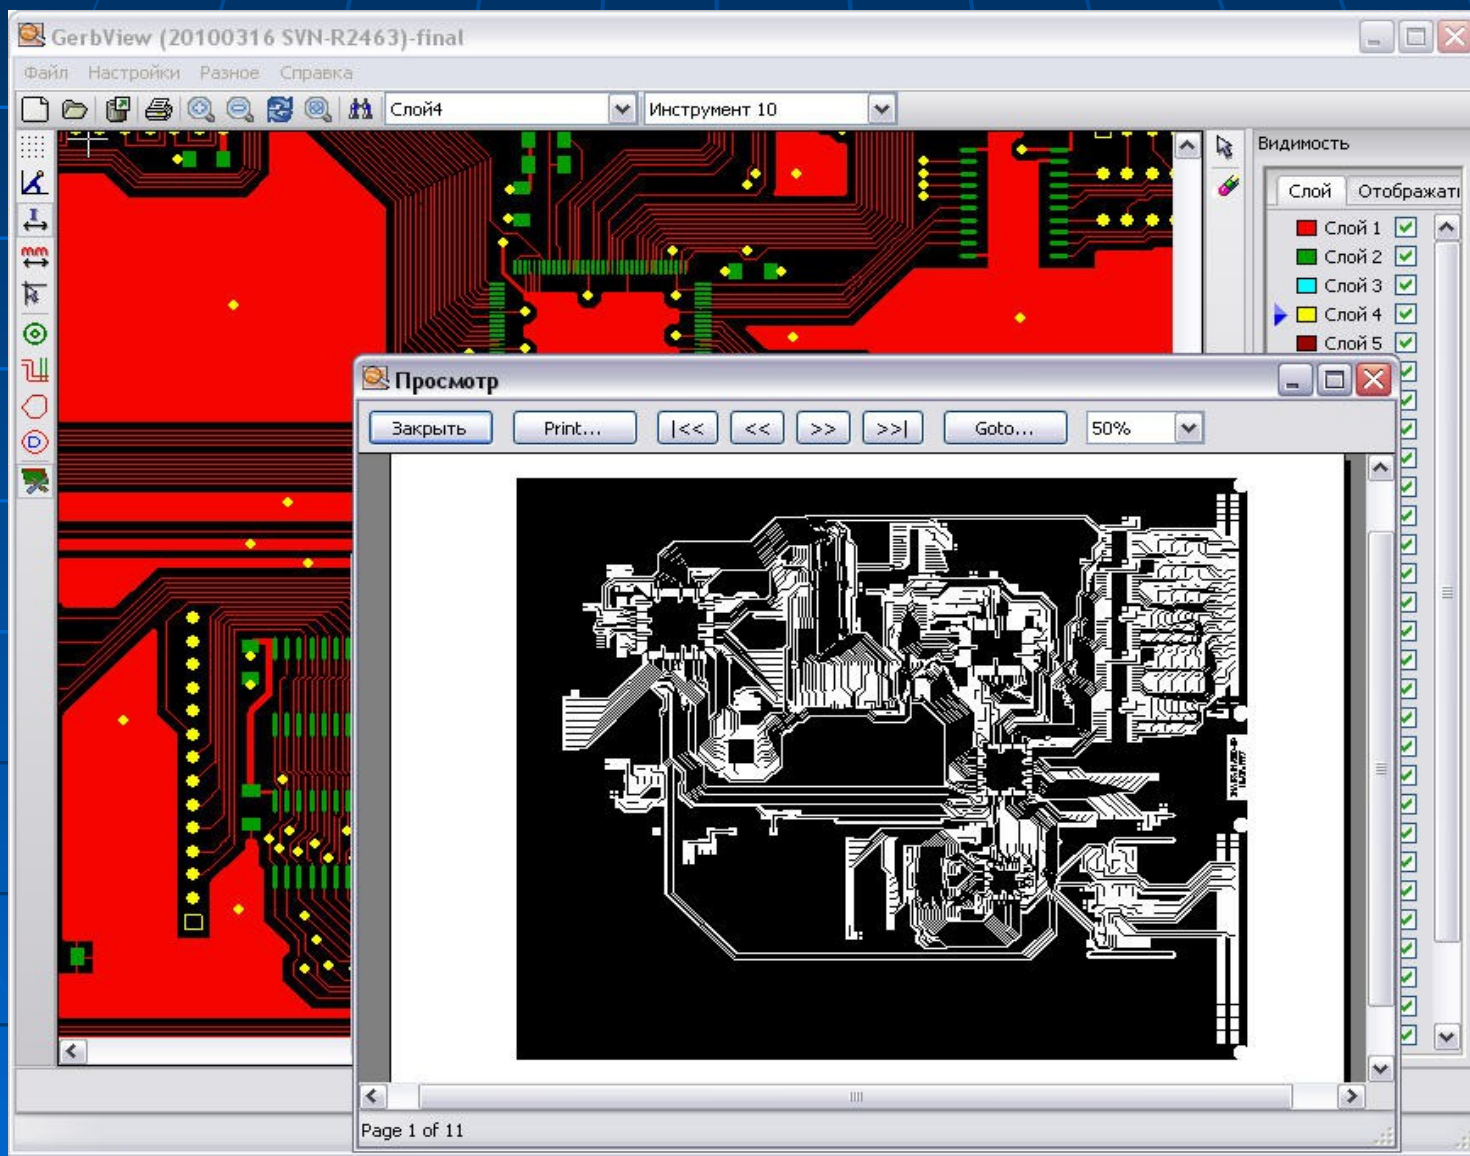 GerbView (20100316 SVN-R2463)-final
Файл Настройки Разное Справка
Слой4 Инструмент 10
Видимость
Слой Отображать
Слой 1
Слой 2
Слой 3
Слой 4
Слой 5
Просмотр
Закрыть Print... |<< << >> >>| Goto... 50%
Page 1 of 11